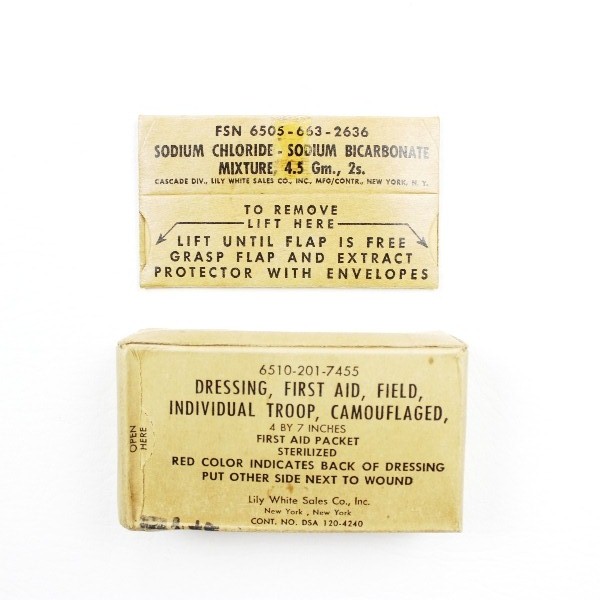 FSN 6505-663-2636
SODIUM CHLORIDE - SODIUM BICARBONATE
MIXTURE, 4.5 Gm., 2s.
CASCADE DIV., LILY WHITE SALES CO., INC., MFG/CONTR., NEW YORK, N. Y.
TO REMOVE
LIFT HERE
LIFT UNTIL FLAP IS FREE
GRASP FLAP AND EXTRACT
PROTECTOR WITH ENVELOPES
6510-201-7455
DRESSING, FIRST AID, FIELD,
INDIVIDUAL TROOP, CAMOUFLAGED,
4 BY 7 INCHES
FIRST AID PACKET
STERILIZED
RED COLOR INDICATES BACK OF DRESSING
PUT OTHER SIDE NEXT TO WOUND
Lily White Sales Co., Inc.
New York, New York
CONT. NO. DSA 120-4240
OPEN
HERE